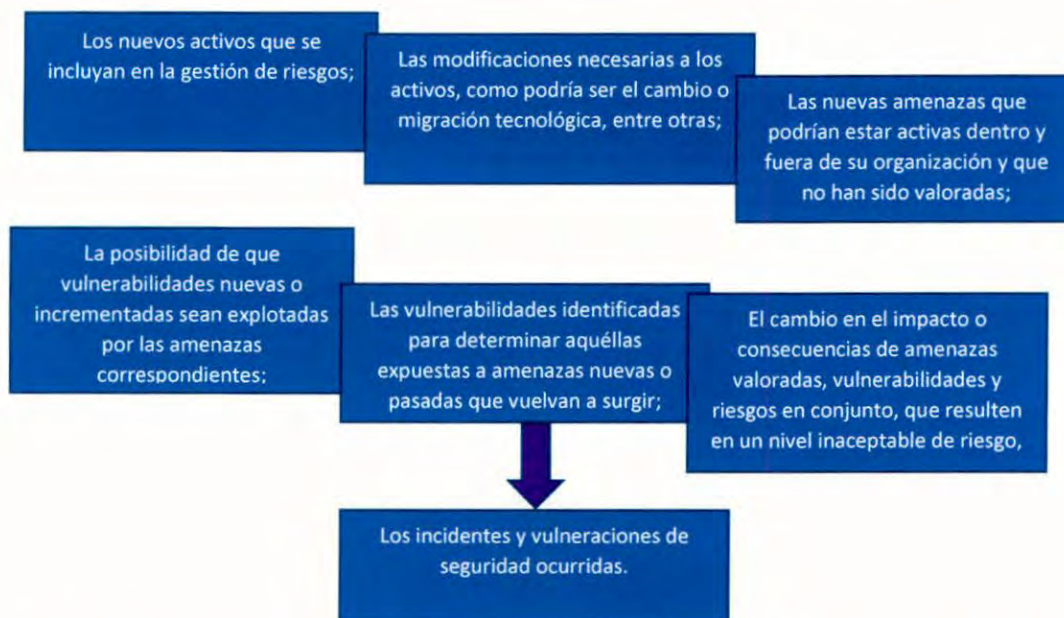 Los nuevos activos que se
incluyan en la gestión de riesgos;
Las modificaciones necesarias a los
activos, como podría ser el cambio o
migración tecnológica, entre otras;
Las nuevas amenazas que
podrían estar activas dentro y
fuera de su organización y que
no han sido valoradas;
La posibilidad de que
vulnerabilidades nuevas o
incrementadas sean explotadas
por las amenazas
correspondientes;
Las vulnerabilidades identificadas
para determinar aquéllas
expuestas a amenazas nuevas o
pasadas que vuelvan a surgir;
El cambio en el impacto o
consecuencias de amenazas
valoradas, vulnerabilidades y
riesgos en conjunto, que resulten
en un nivel inaceptable de riesgo,
Los incidentes y vulneraciones de
seguridad ocurridas.